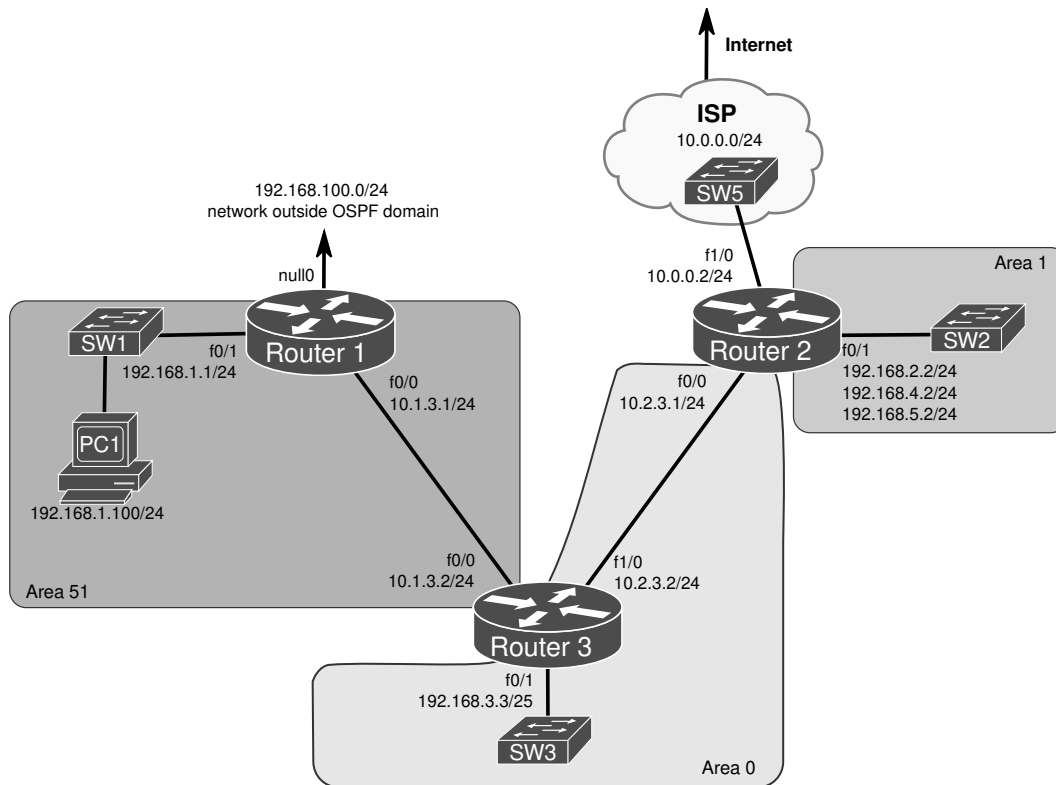 Internet
ISP
10.0.0.0/24
SW5
192.168.100.0/24
network outside OSPF domain
null0
f1/0
10.0.0.2/24
Area 1
SW1
f0/1
192.168.1.1/24
Router 1
f0/0
10.1.3.1/24
Router 2
f0/0
10.2.3.1/24
f0/1
192.168.2.2/24
192.168.4.2/24
192.168.5.2/24
SW2
PC1
192.168.1.100/24
f0/0
10.1.3.2/24
f1/0
10.2.3.2/24
Area 51
Router 3
f0/1
192.168.3.3/25
SW3
Area 0